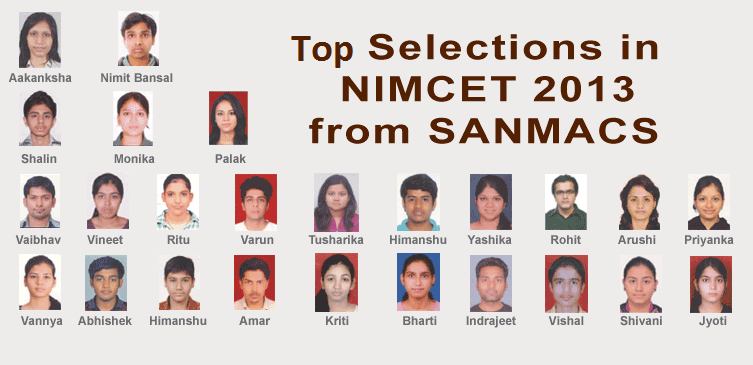 Top Selections in
NIMCET 2013
from SANMACS
Aakanksha Nimit Bansal
Shalin Monika Palak
Vaibhav Vineet Ritu Varun Tusharika Himanshu Yashika Rohit Arushi Priyanka
Vannya Abhishek Himanshu Amar Kriti Bharti Indrajeet Vishal Shivani Jyoti